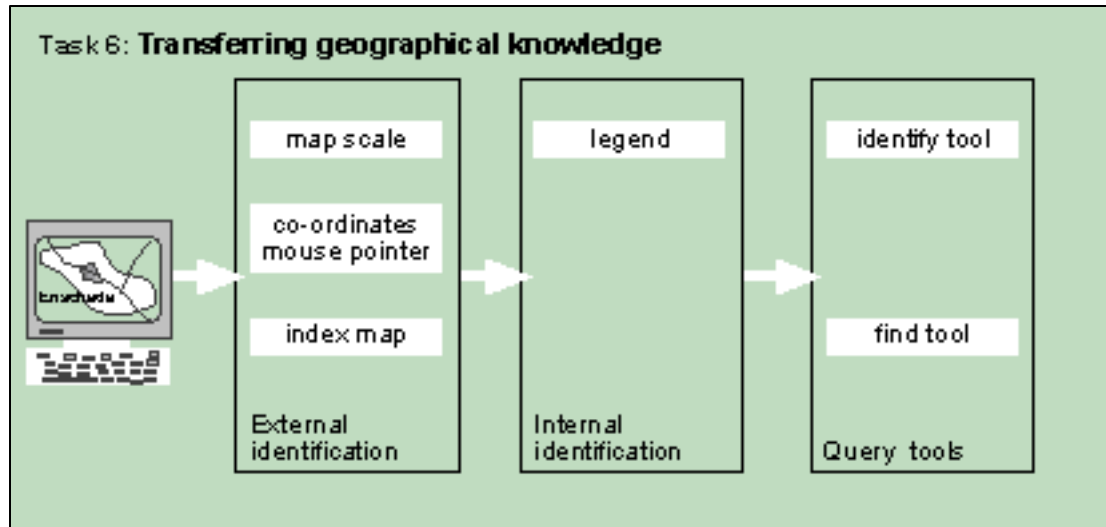 Task 6: Transferring geographical knowledge
map scale
co-ordinates
mouse pointer
index map
External
identification
legend
Internal
identification
identify tool
find tool
Query tools
Enschede